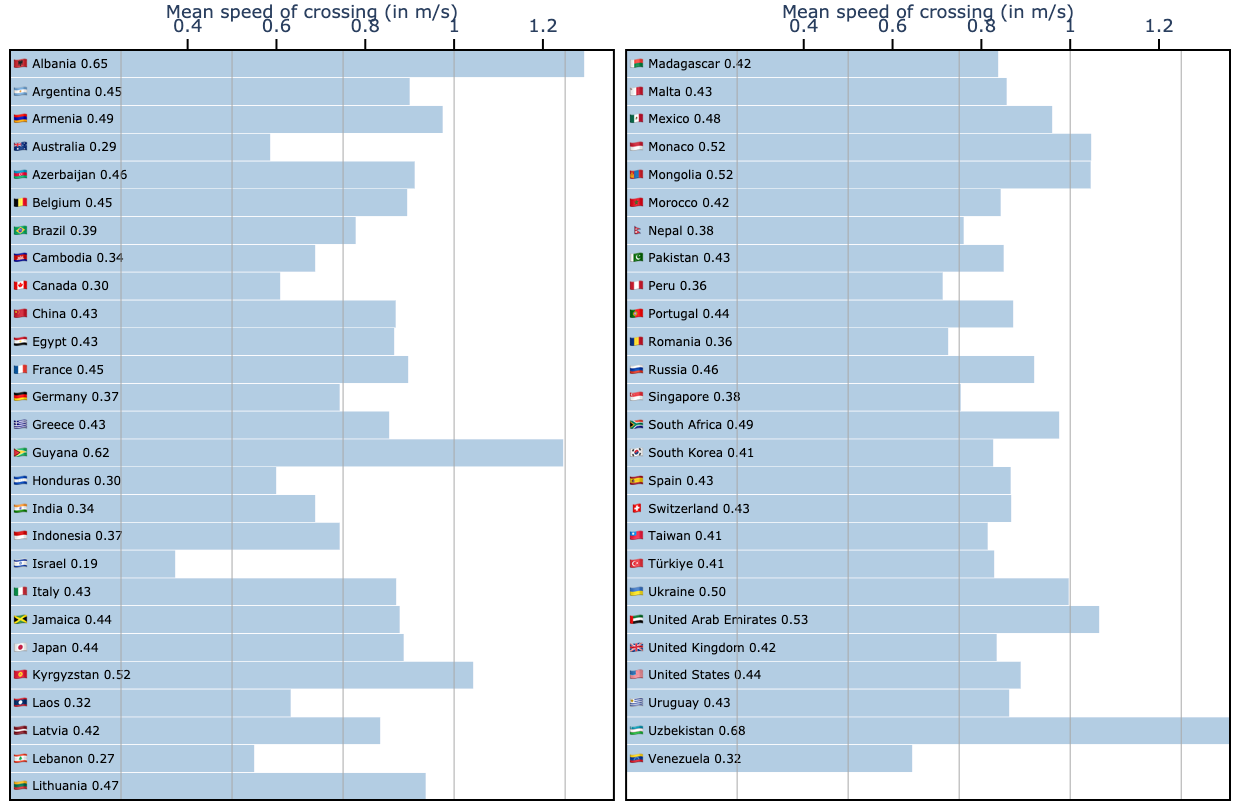 Mean speed of crossing (in m/s)
0.4 0.6 0.8 1 1.2
Albania 0.65
Argentina 0.45
Armenia 0.49
Australia 0.29
Azerbaijan 0.46
Belgium 0.45
Brazil 0.39
Cambodia 0.34
Canada 0.30
China 0.43
Egypt 0.43
France 0.45
Germany 0.37
Greece 0.43
Guyana 0.62
Honduras 0.30
India 0.34
Indonesia 0.37
Israel 0.19
Italy 0.43
Jamaica 0.44
Japan 0.44
Kyrgyzstan 0.52
Laos 0.32
Latvia 0.42
Lebanon 0.27
Lithuania 0.47
Mean speed of crossing (in m/s)
0.4 0.6 0.8 1 1.2
Madagascar 0.42
Malta 0.43
Mexico 0.48
Monaco 0.52
Mongolia 0.52
Morocco 0.42
Nepal 0.38
Pakistan 0.43
Peru 0.36
Portugal 0.44
Romania 0.36
Russia 0.46
Singapore 0.38
South Africa 0.49
South Korea 0.41
Spain 0.43
Switzerland 0.43
Taiwan 0.41
Türkiye 0.41
Ukraine 0.50
United Arab Emirates 0.53
United Kingdom 0.42
United States 0.44
Uruguay 0.43
Uzbekistan 0.68
Venezuela 0.32